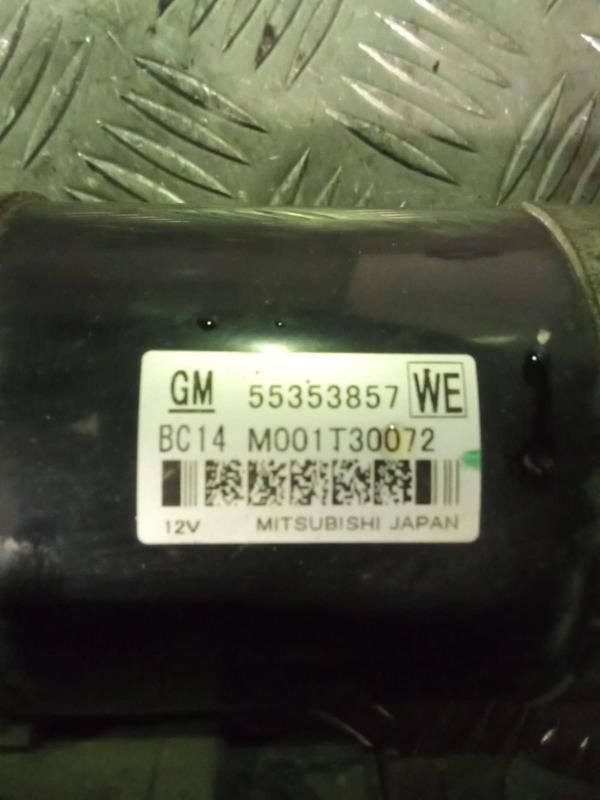 GM 55353857 WE
BC14 M001T30072
12V MITSUBISHI JAPAN